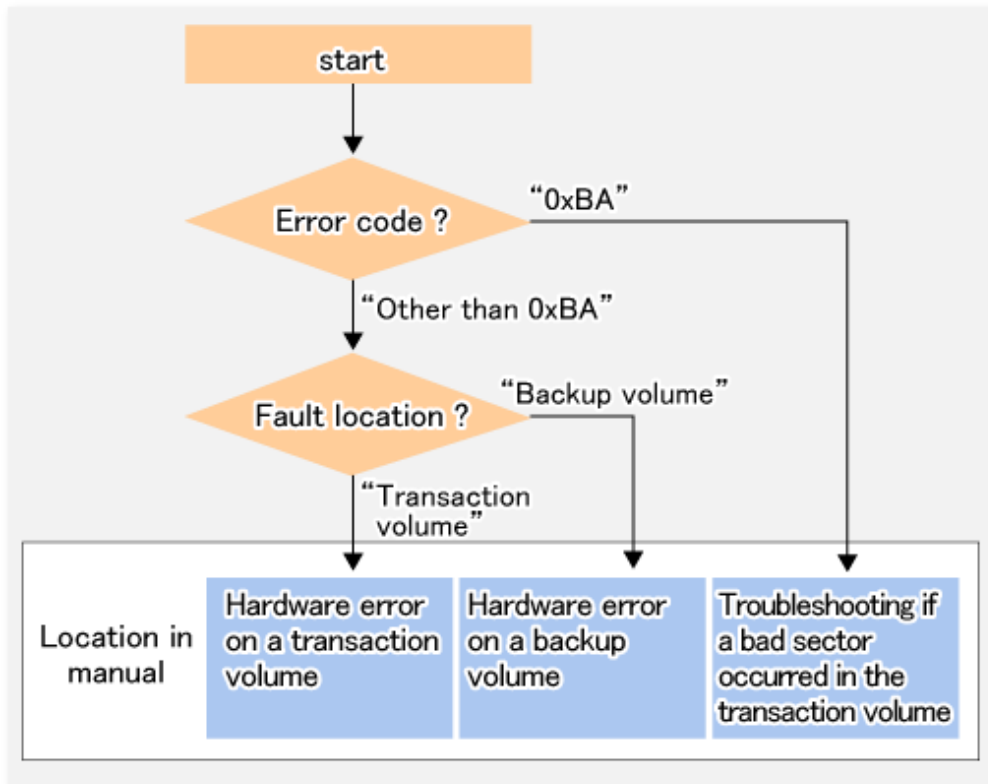 start
Error code ?
“0xBA”
“Other than 0xBA”
Fault location ?
“Backup volume”
“Transaction
volume”
Location in
manual
Hardware error
on a transaction
volume
Hardware error
on a backup
volume
Troubleshooting if
a bad sector
occurred in the
transaction volume